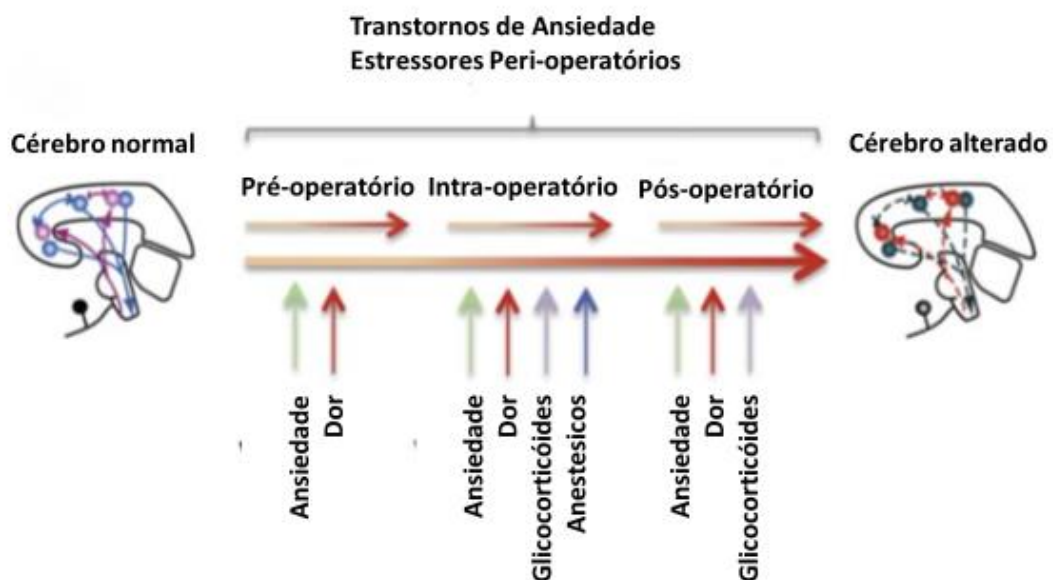 Transtornos de Ansiedade
Estressores Peri-operatórios
Cérebro normal
Cérebro alterado
Pré-operatório
Intra-operatório
Pós-operatório
Ansiedade
Dor
Ansiedade
Dor
Glicocorticóides
Anestesicos
Ansiedade
Dor
Glicocorticóides